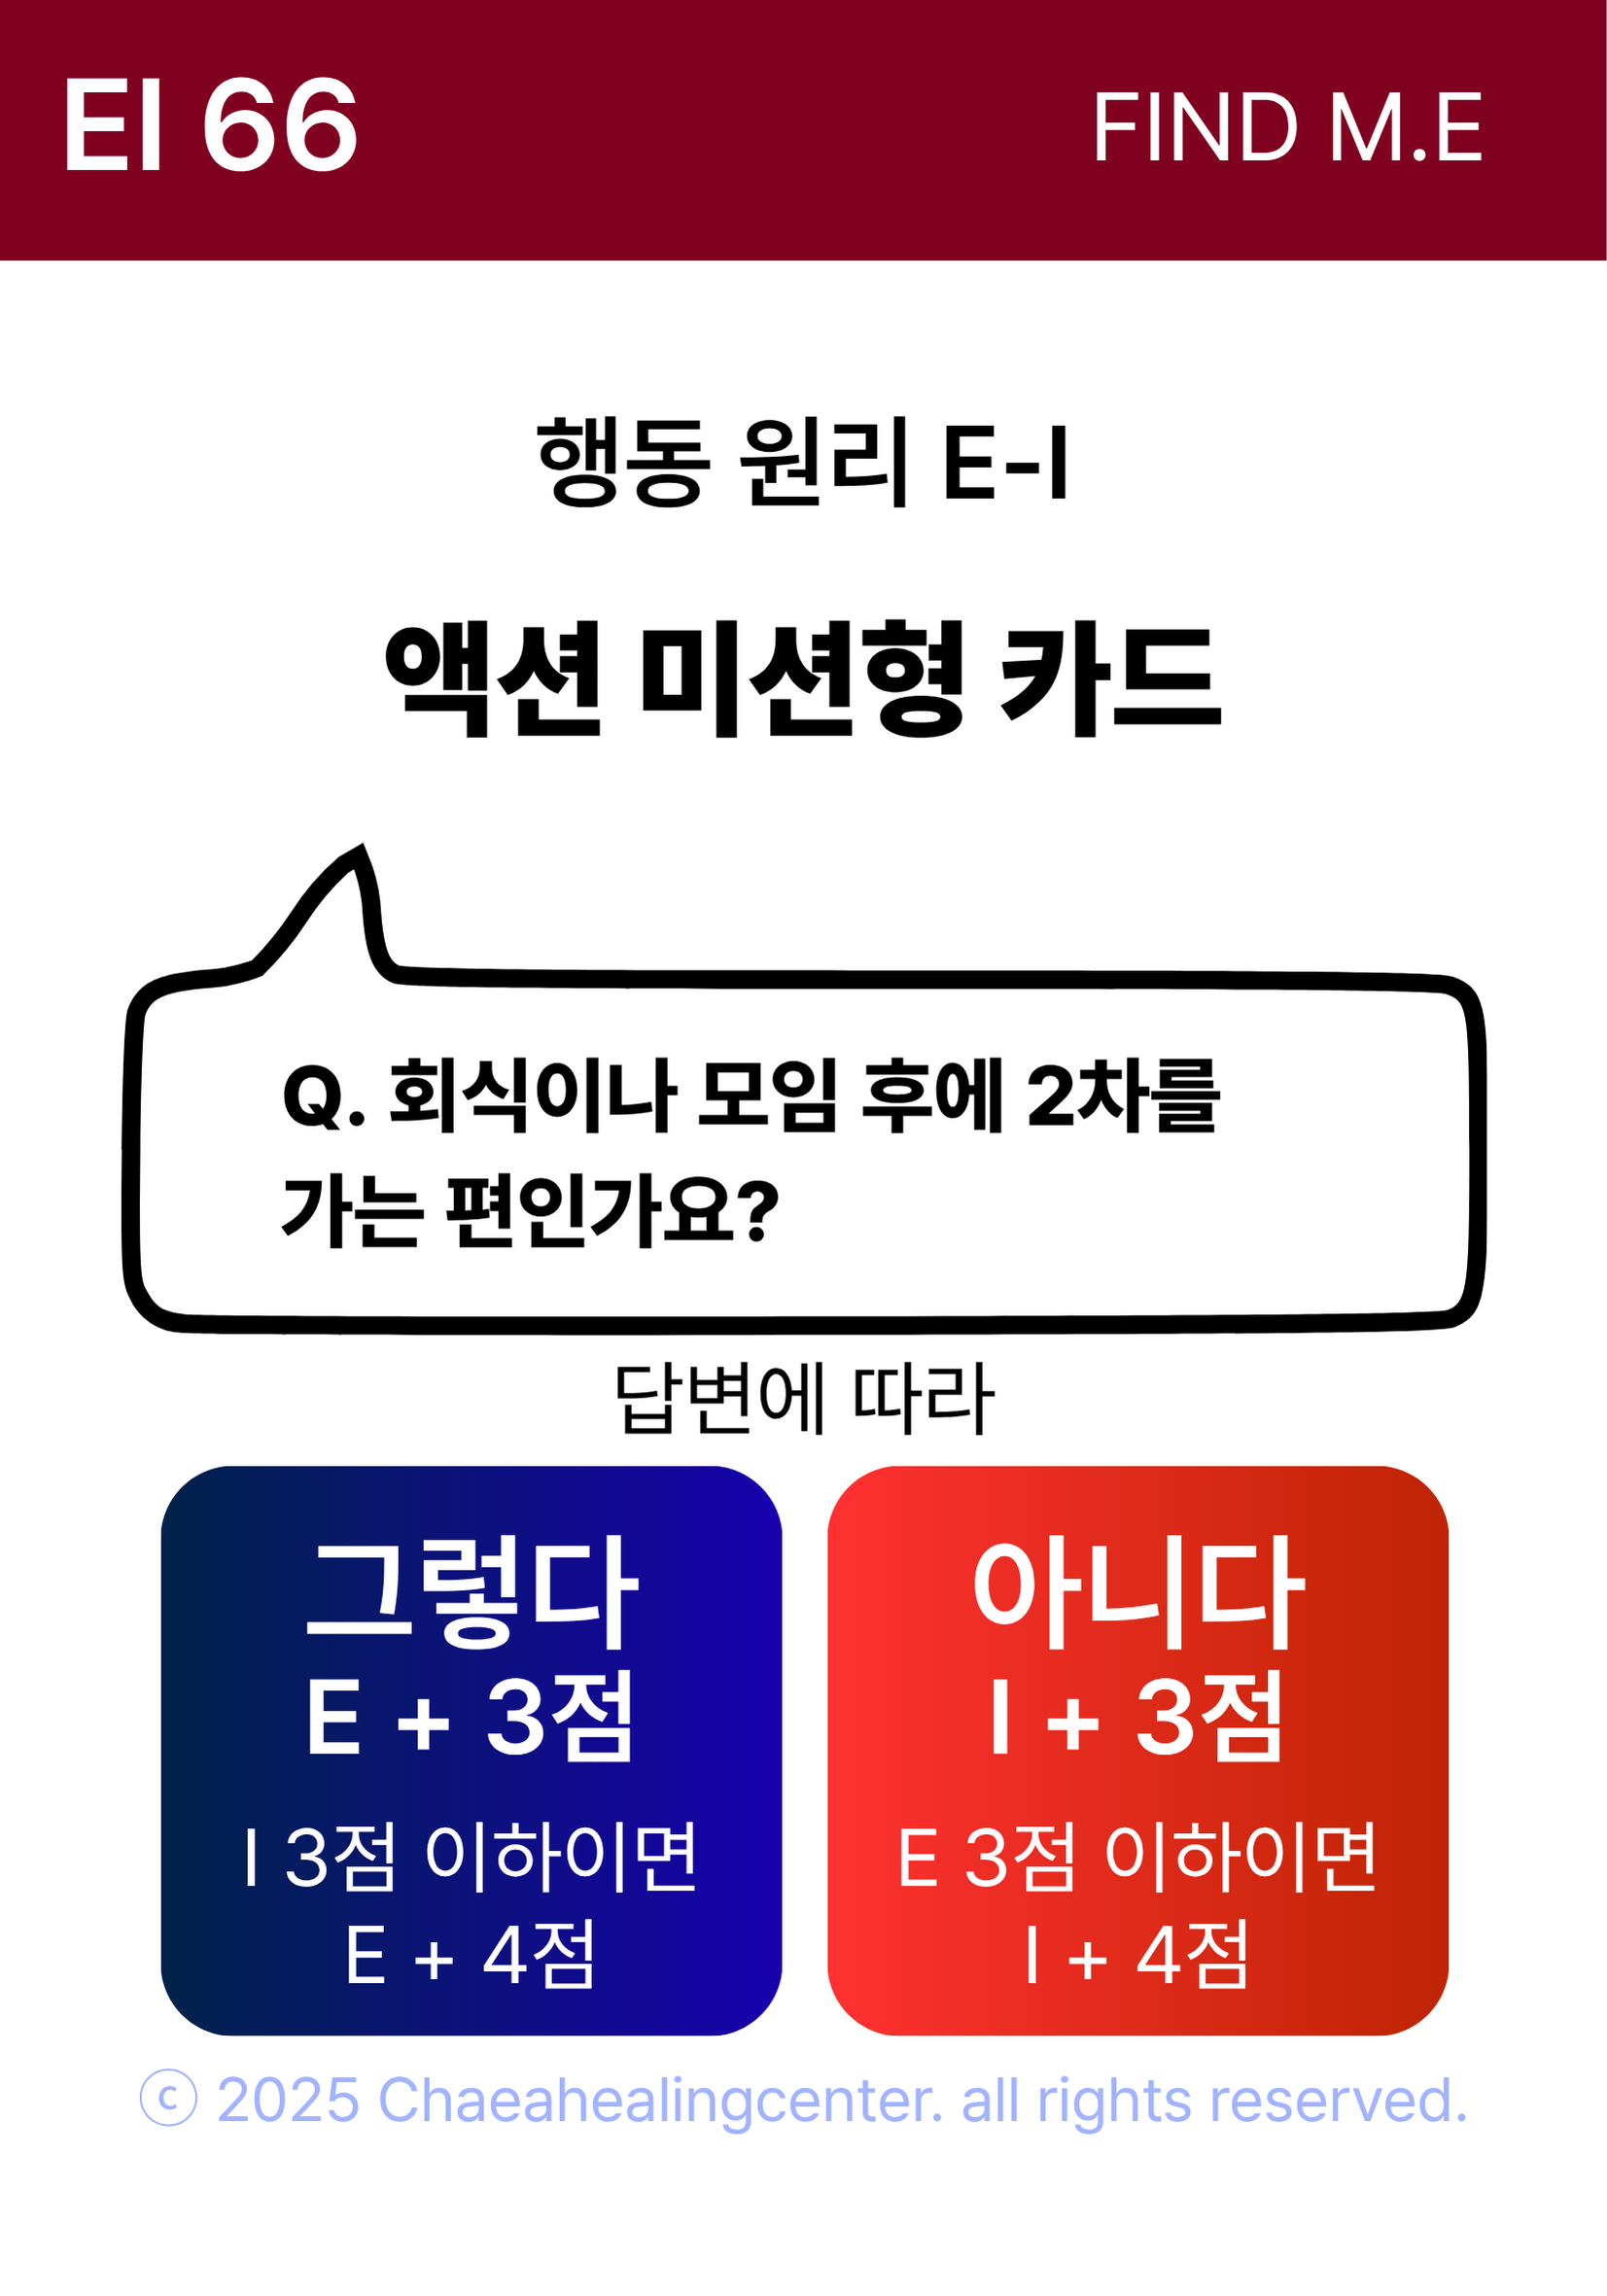 EI 66
FIND M.E
행동 원리 E-I
액션 미션형 카드
Q. 회식이나 모임 후에 2차를
가는 편인가요?
답변에 따라
그렇다
E + 3점
I 3점 이하이면
E + 4점
아니다
I + 3점
E 3점 이하이면
I + 4점
ⓒ 2025 Chaeahealingcenter. all rights reserved.